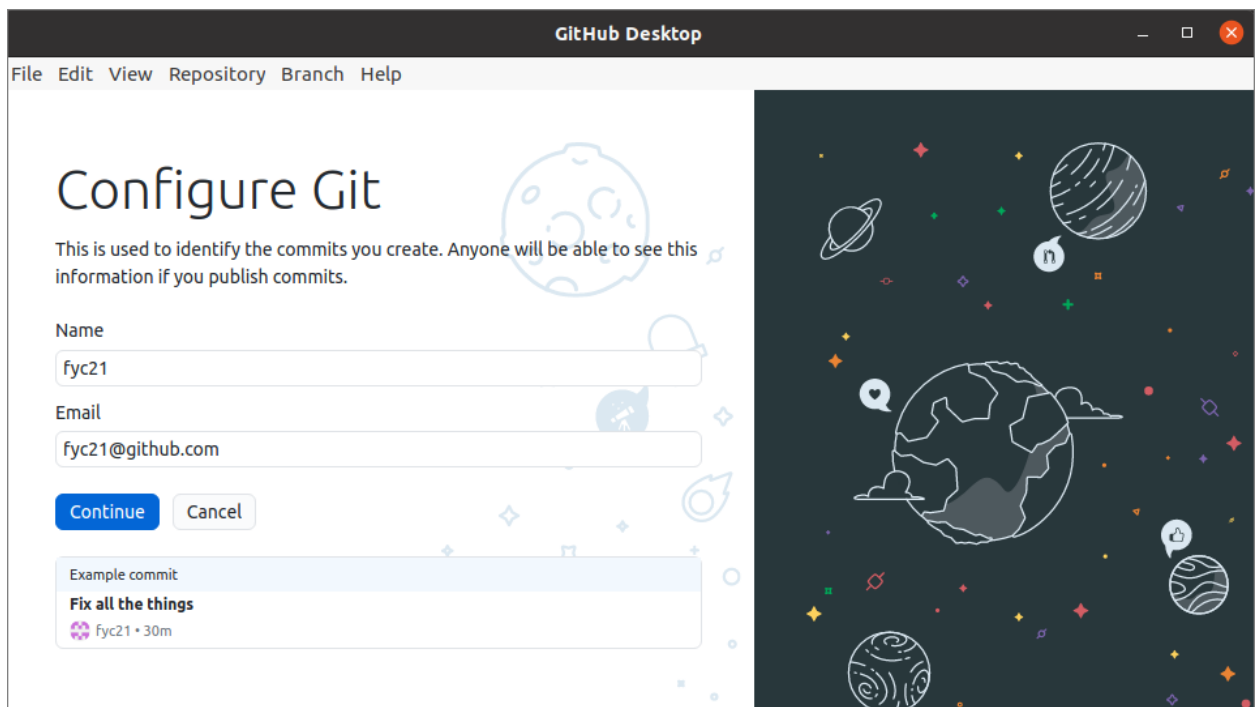 GitHub Desktop
File Edit View Repository Branch Help
Configure Git
This is used to identify the commits you create. Anyone will be able to see this
information if you publish commits.
Name
fyc21
Email
fyc21@github.com
Continue Cancel
Example commit
Fix all the things
fyc21 • 30m